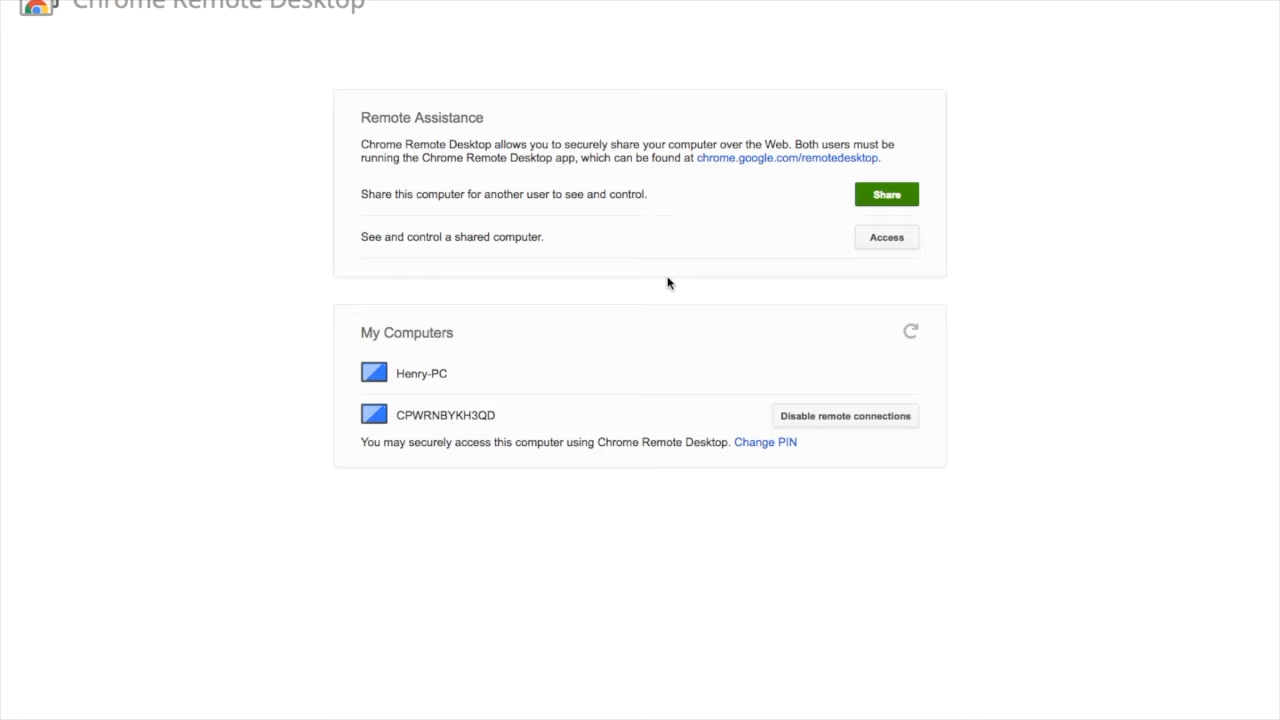 Chrome Remote Desktop
Remote Assistance
Chrome Remote Desktop allows you to securely share your computer over the Web. Both users must be
running the Chrome Remote Desktop app, which can be found at chrome.google.com/remotedesktop.
Share this computer for another user to see and control.
Share
See and control a shared computer.
Access
My Computers
Henry-PC
CPWRNBYKH3QD
Disable remote connections
You may securely access this computer using Chrome Remote Desktop. Change PIN